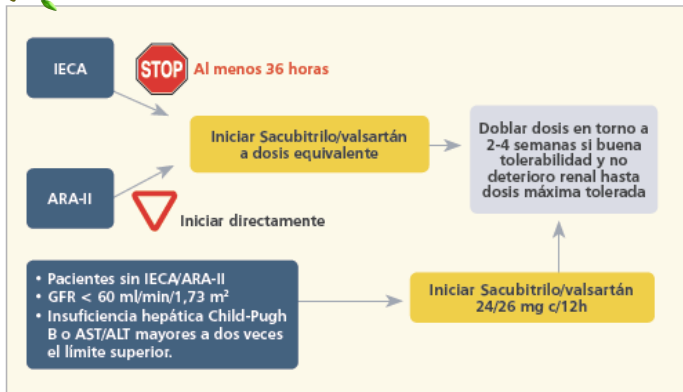 IECA
STOP
Al menos 36 horas
Iniciar Sacubitrilo/valsartán
a dosis equivalente
Doblar dosis en torno a
2-4 semanas si buena
tolerabilidad y no
deterioro renal hasta
dosis máxima tolerada
ARA-II
Iniciar directamente
• Pacientes sin IECA/ARA-II
• GFR < 60 ml/min/1,73 m²
• Insuficiencia hepática Child-Pugh
B o AST/ALT mayores a dos veces
el límite superior.
Iniciar Sacubitrilo/valsartán
24/26 mg c/12h